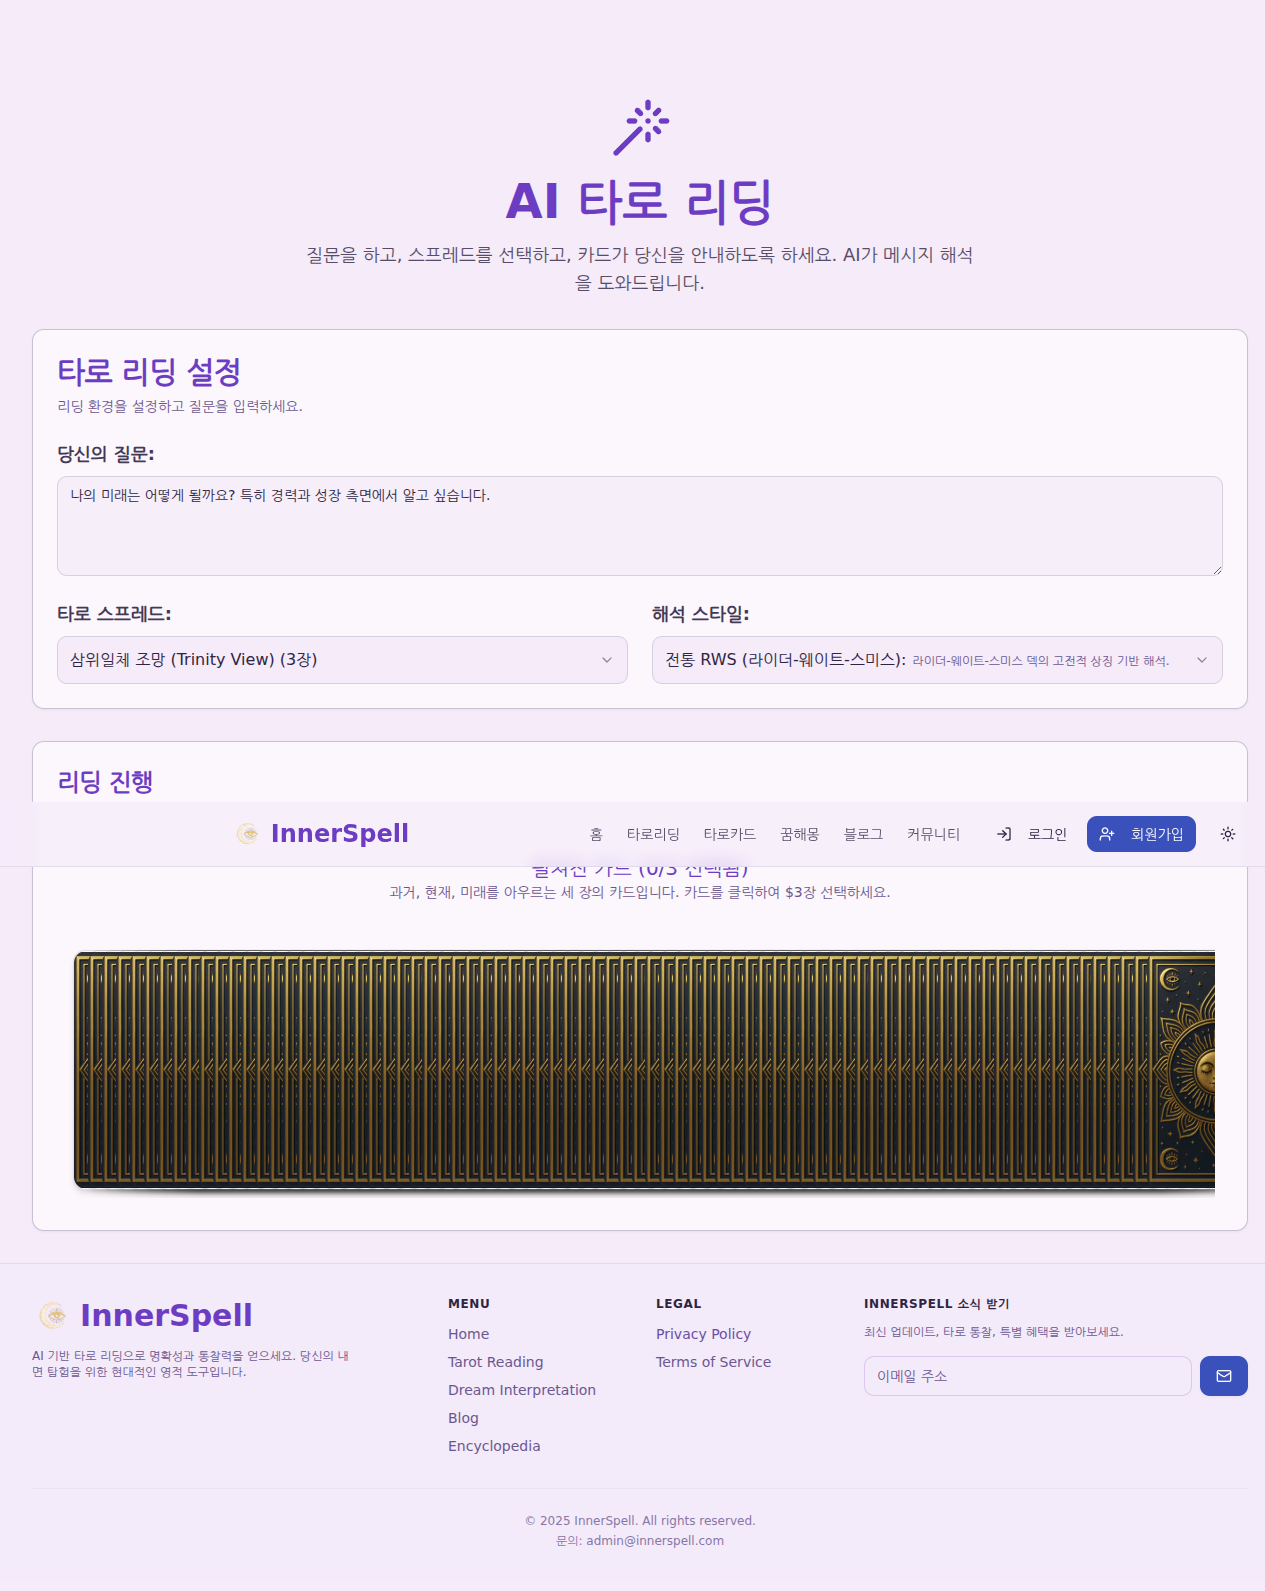 AI 타로 리딩
질문을 하고, 스프레드를 선택하고, 카드가 당신을 안내하도록 하세요. AI가 메시지 해석
을 도와드립니다.
타로 리딩 설정
리딩 환경을 설정하고 질문을 입력하세요.
당신의 질문:
나의 미래는 어떻게 될까요? 특히 경력과 성장 측면에서 알고 싶습니다.
타로 스프레드:
해석 스타일:
삼위일체 조망 (Trinity View) (3장)
전통 RWS (라이더-웨이트-스미스): 라이더-웨이트-스미스 덱의 고전적 상징 기반 해석.
리딩 진행
InnerSpell
홈 타로리딩 타로카드 꿈해몽 블로그 커뮤니티 로그인 회원가입
펼쳐진 카드 (0/3 선택됨)
과거, 현재, 미래를 아우르는 세 장의 카드입니다. 카드를 클릭하여 $3장 선택하세요.
InnerSpell
AI 기반 타로 리딩으로 명확성과 통찰력을 얻으세요. 당신의 내
면 탐험을 위한 현대적인 영적 도구입니다.
MENU
Home
Tarot Reading
Dream Interpretation
Blog
Encyclopedia
LEGAL
Privacy Policy
Terms of Service
INNERSPELL 소식 받기
최신 업데이트, 타로 통찰, 특별 혜택을 받아보세요.
이메일 주소
© 2025 InnerSpell. All rights reserved.
문의: admin@innerspell.com